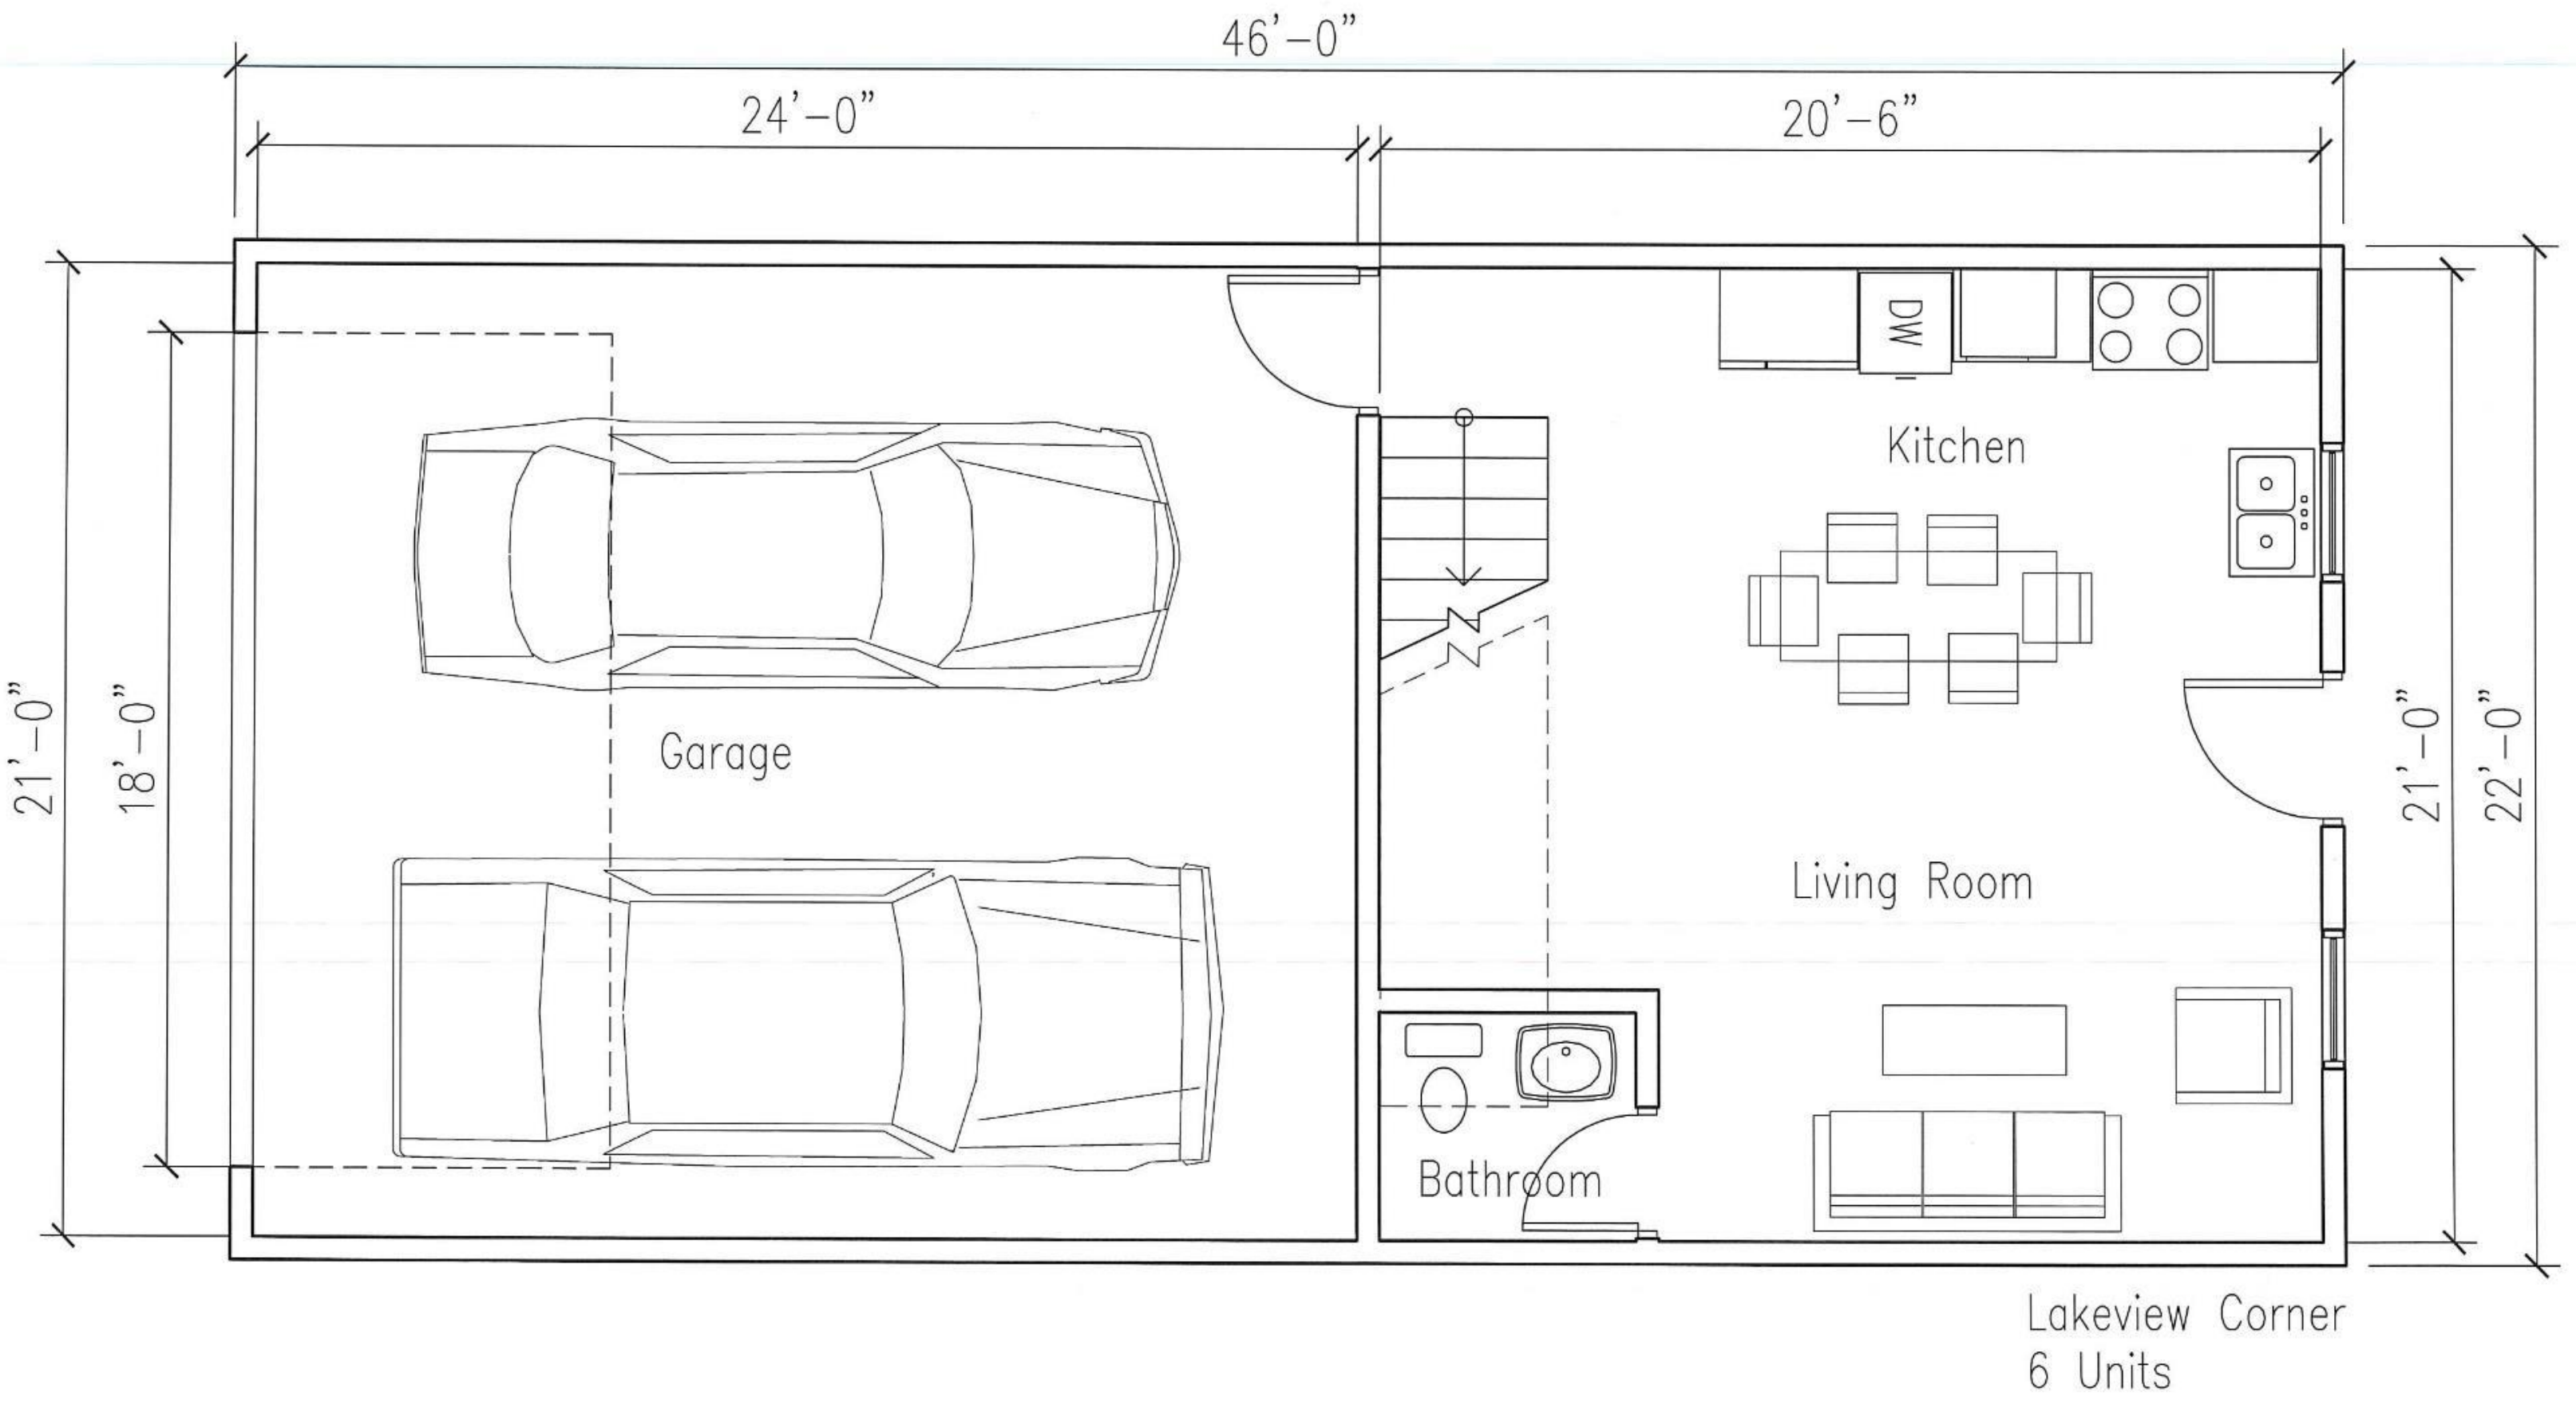 46'-0"
24'-0"
20'-6"
DW
Kitchen
21'-0"
18'-0"
Garage
21'-0"
22'-0"
Living Room
Bathroom
Lakeview Corner
6 Units